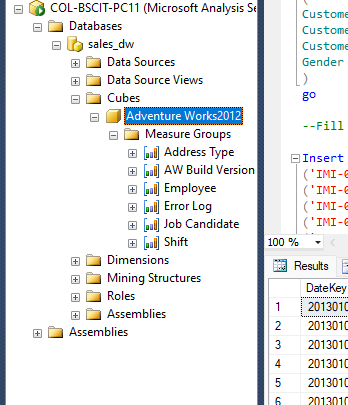 COL-BSCIT-PC11 (Microsoft Analysis Se
Databases
sales_dw
Data Sources
Data Source Views
Cubes
Adventure Works2012
Measure Groups
Address Type
AW Build Version
Employee
Error Log
Job Candidate
Shift
Dimensions
Mining Structures
Roles
Assemblies
Assemblies
(
Custome
Custome
Custome
Gender
)
go
--Fill
Insert
('IMI-0
('IMI-0
('IMI-0
('IMI-0
100 %
Results
DateKey
1 2013010
2 2013010
3 2013010
4 2013010
5 2013010
6 2013010